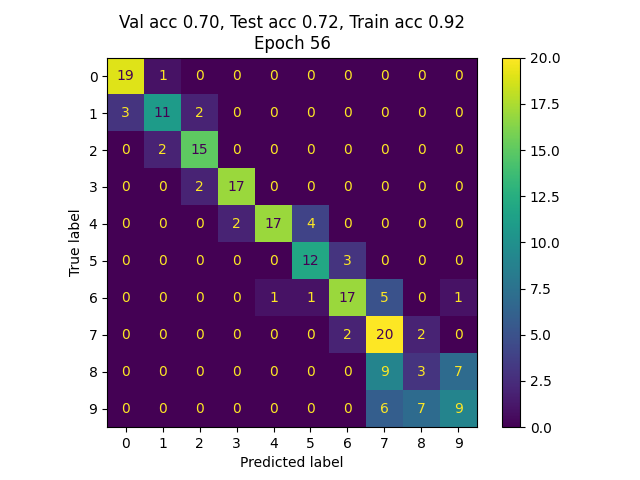 Val acc 0.70, Test acc 0.72, Train acc 0.92
Epoch 56
0 19 1 0 0 0 0 0 0 0 0
1 3 11 2 0 0 0 0 0 0 0
2 0 2 15 0 0 0 0 0 0 0
3 0 0 2 17 0 0 0 0 0 0
4 0 0 0 2 17 4 0 0 0 0
5 0 0 0 0 0 12 3 0 0 0
6 0 0 0 0 1 1 17 5 0 1
7 0 0 0 0 0 0 2 20 2 0
8 0 0 0 0 0 0 0 9 3 7
9 0 0 0 0 0 0 0 6 7 9
0 1 2 3 4 5 6 7 8 9
Predicted label
True label
20.0
17.5
15.0
12.5
10.0
7.5
5.0
2.5
0.0